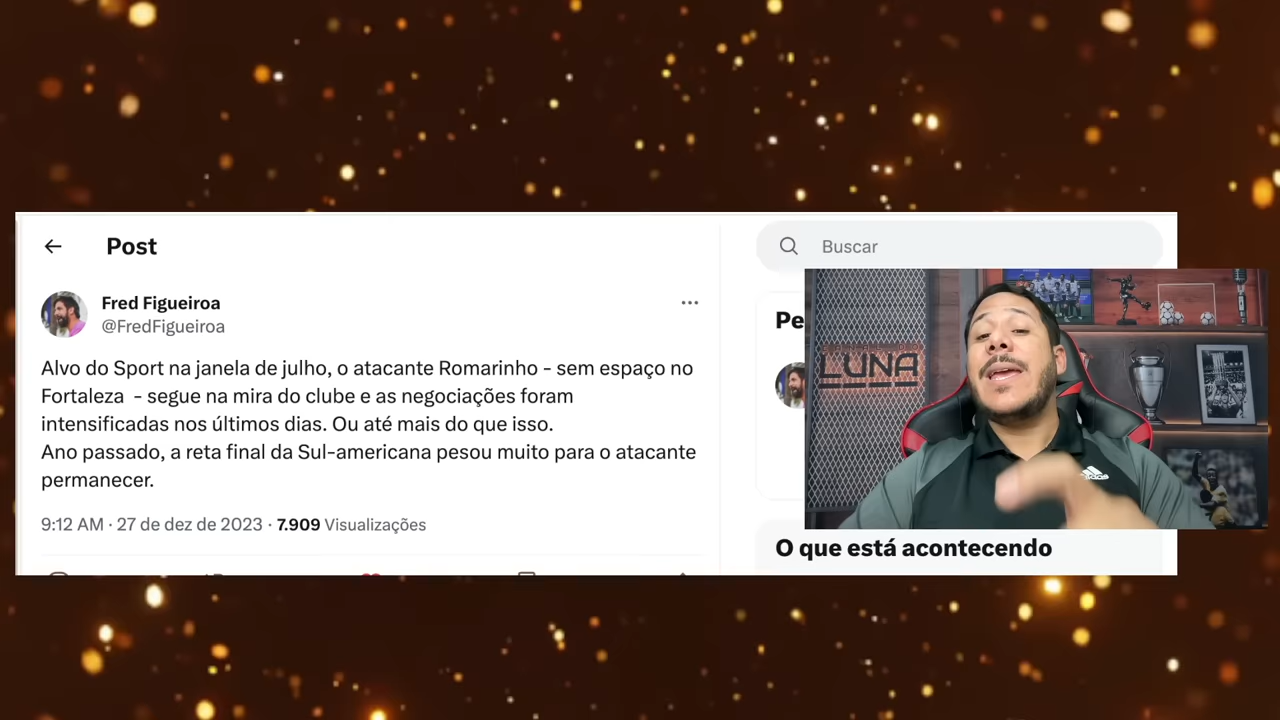 Post
Buscar
Fred Figueiroa
@FredFigueiroa
Alvo do Sport na janela de julho, o atacante Romarinho - sem espaço no
Fortaleza - segue na mira do clube e as negociações foram
intensificadas nos últimos dias. Ou até mais do que isso.
Ano passado, a reta final da Sul-americana pesou muito para o atacante
permanecer.
9:12 AM · 27 de dez de 2023 · 7.909 Visualizações
Pe
LUNA
O que está acontecendo